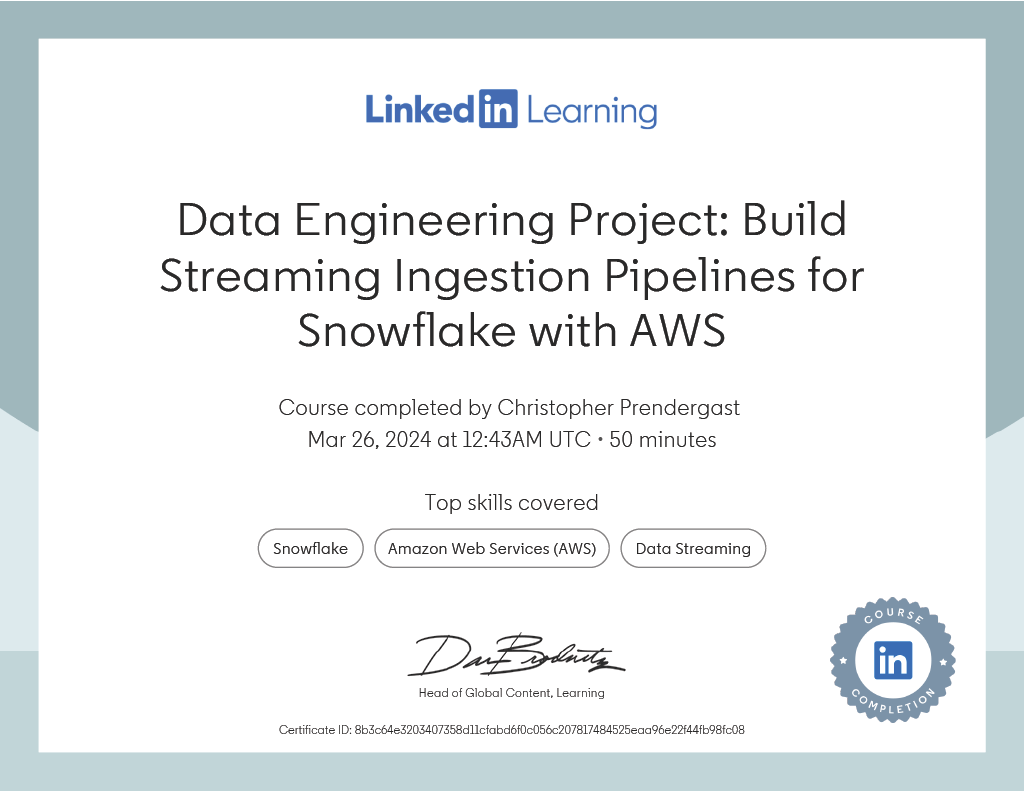 Linkedin Learning
Data Engineering Project: Build
Streaming Ingestion Pipelines for
Snowflake with AWS
Course completed by Christopher Prendergast
Mar 26, 2024 at 12:43AM UTC • 50 minutes
Top skills covered
Snowflake Amazon Web Services (AWS) Data Streaming
Dan Brodnitz
Head of Global Content, Learning
COURSE
in
COMPLETION
Certificate ID: 8b3c64e3203407358d11cfabd6f0c056c207817484525eaa96e22f44fb98fc08